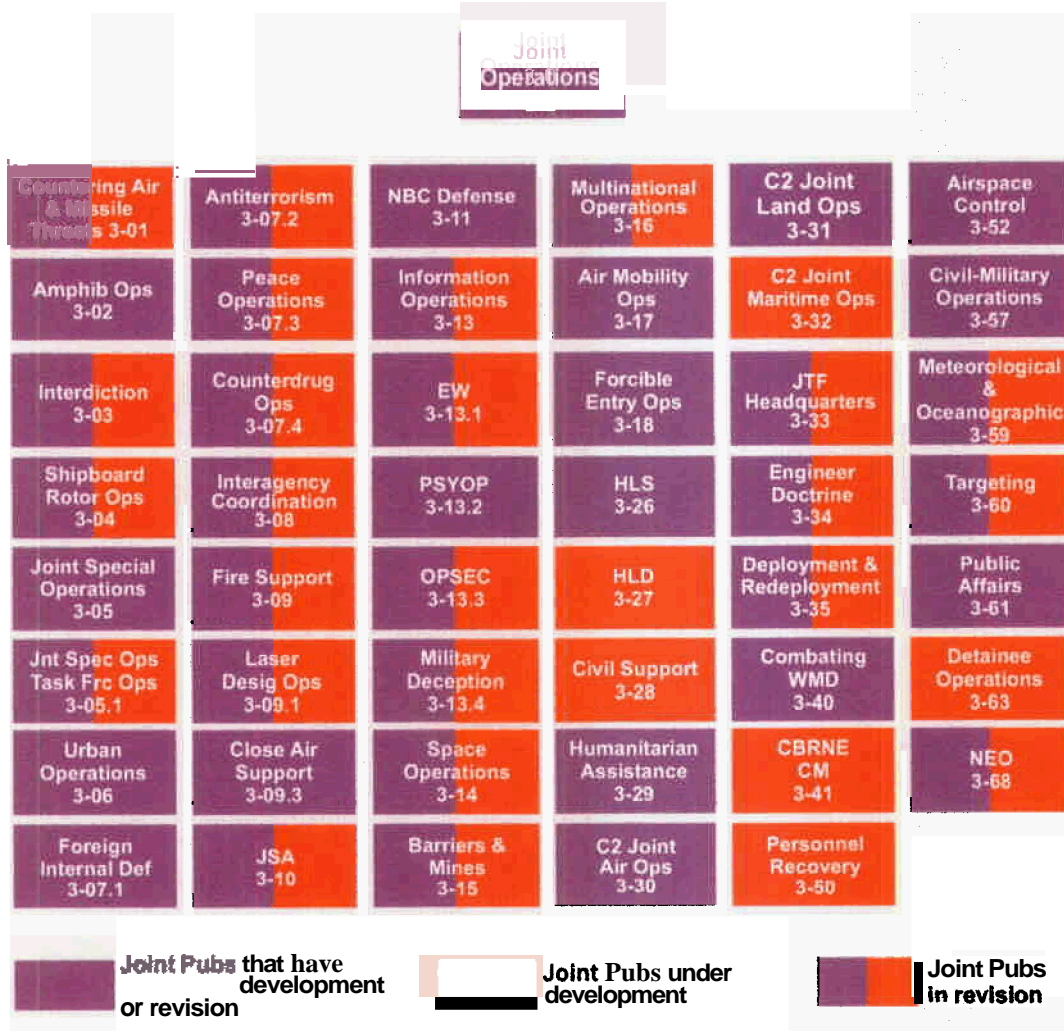 Joint
Operations
Countering Air
& Missile
Threats 3-01
Antiterrorism
3-07.2
NBC Defense
3-11
Multinational
Operations
3-16
C2 Joint
Land Ops
3-31
Airspace
Control
3-52
Amphib Ops
3-02
Peace
Operations
3-07.3
Information
Operations
3-13
Air Mobility
Ops
3-17
C2 Joint
Maritime Ops
3-32
Civil-Military
Operations
3-57
Interdiction
3-03
Counterdrug
Ops
3-07.4
EW
3-13.1
Forcible
Entry Ops
3-18
JTF
Headquarters
3-33
Meteorological
&
Oceanographic
3-59
Shipboard
Rotor Ops
3-04
Interagency
Coordination
3-08
PSYOP
3-13.2
HLS
3-26
Engineer
Doctrine
3-34
Targeting
3-60
Joint Special
Operations
3-05
Fire Support
3-09
OPSEC
3-13.3
HLD
3-27
Deployment &
Redeployment
3-35
Public
Affairs
3-61
Jnt Spec Ops
Task Frc Ops
3-05.1
Laser
Desig Ops
3-09.1
Military
Deception
3-13.4
Civil Support
3-28
Combating
WMD
3-40
Detainee
Operations
3-63
Urban
Operations
3-06
Close Air
Support
3-09.3
Space
Operations
3-14
Humanitarian
Assistance
3-29
CBRNE
CM
3-41
NEO
3-68
Foreign
Internal Def
3-07.1
JSA
3-10
Barriers &
Mines
3-15
C2 Joint
Air Ops
3-30
Personnel
Recovery
3-50
Joint Pubs that have
development
or revision
Joint Pubs under
development
Joint Pubs
in revision